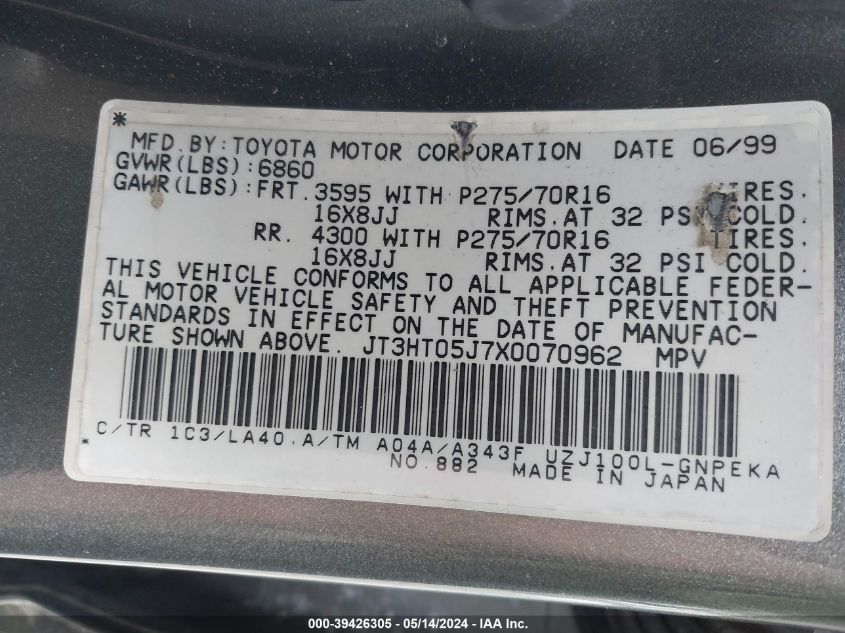 *
MFD.BY:TOYOTA MOTOR CORPORATION DATE 06/99
GVWR(LBS):6860
GAWR(LBS):FRT.3595 WITH P275/70R16 TIRES.
16X8JJ RIMS.AT 32 PSI COLD.
RR. 4300 WITH P275/70R16 TIRES.
16X8JJ RIMS.AT 32 PSI COLD.
THIS VEHICLE CONFORMS TO ALL APPLICABLE FEDER-
AL MOTOR VEHICLE SAFETY AND THEFT PREVENTION
STANDARDS IN EFFECT ON THE DATE OF MANUFAC-
TURE SHOWN ABOVE. JT3HT05J7X0070962 MPV
C/TR 1C3/LA40 A/TM A04A/A343F UZJ100L-GNPEKA
* NO.882 MADE IN JAPAN
000-39426305 - 05/14/2024 - IAA Inc.